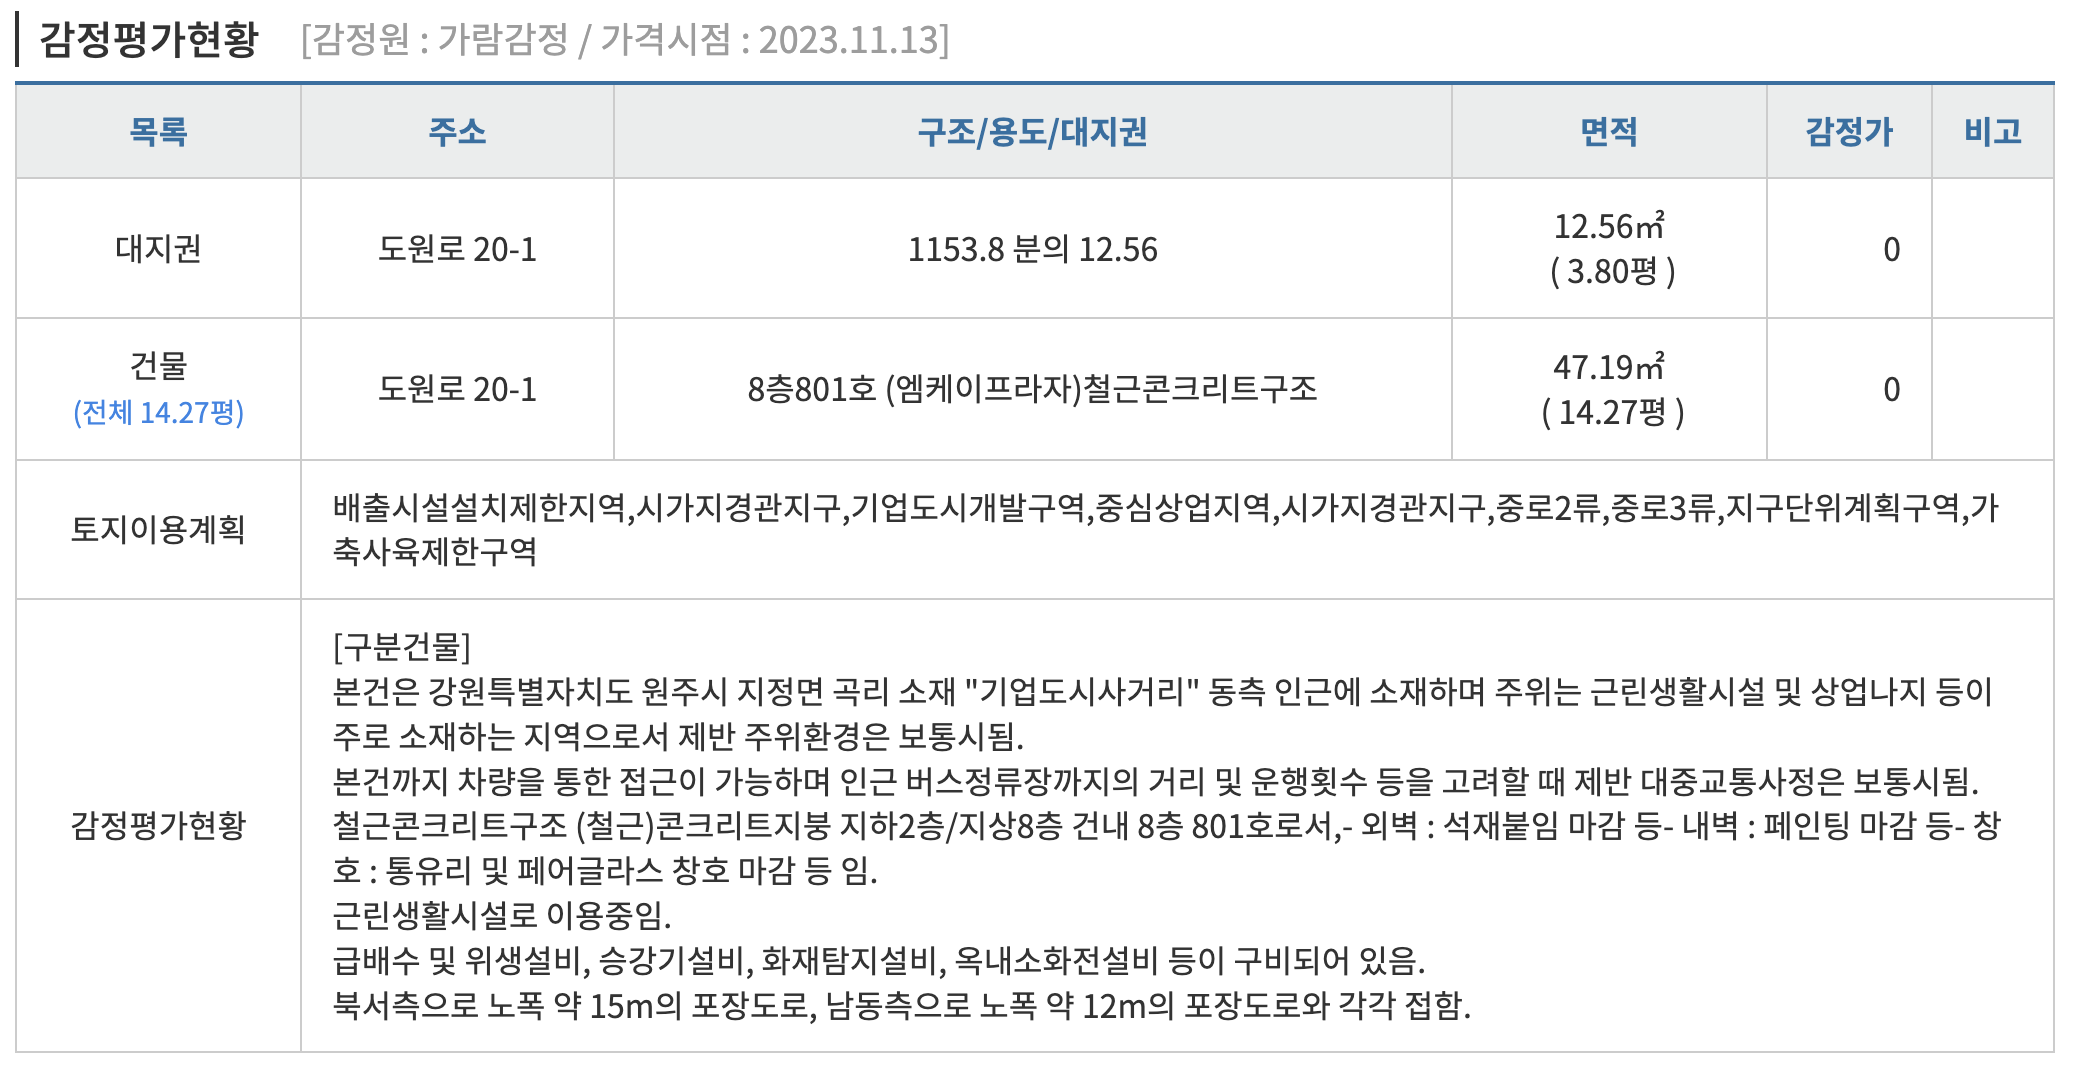 감정평가현황 [감정원 : 가람감정 / 가격시점 : 2023.11.13]
목록 주소 구조/용도/대지권 면적 감정가 비고
대지권 도원로 20-1 1153.8 분의 12.56 12.56㎡ 0
( 3.80평 )
건물 도원로 20-1 8층801호 (엠케이프라자)철근콘크리트구조 47.19㎡ 0
(전체 14.27평) ( 14.27평 )
토지이용계획
배출시설설치제한지역,시가지경관지구,기업도시개발구역,중심상업지역,시가지경관지구,중로2류,중로3류,지구단위계획구역,가
축사육제한구역
감정평가현황
[구분건물]
본건은 강원특별자치도 원주시 지정면 곡리 소재 "기업도시사거리" 동측 인근에 소재하며 주위는 근린생활시설 및 상업나지 등이
주로 소재하는 지역으로서 제반 주위환경은 보통시됨.
본건까지 차량을 통한 접근이 가능하며 인근 버스정류장까지의 거리 및 운행횟수 등을 고려할 때 제반 대중교통사정은 보통시됨.
철근콘크리트구조 (철근)콘크리트지붕 지하2층/지상8층 건내 8층 801호로서,- 외벽 : 석재붙임 마감 등- 내벽 : 페인팅 마감 등- 창
호 : 통유리 및 페어글라스 창호 마감 등 임.
근린생활시설로 이용중임.
급배수 및 위생설비, 승강기설비, 화재탐지설비, 옥내소화전설비 등이 구비되어 있음.
북서측으로 노폭 약 15m의 포장도로, 남동측으로 노폭 약 12m의 포장도로와 각각 접함.